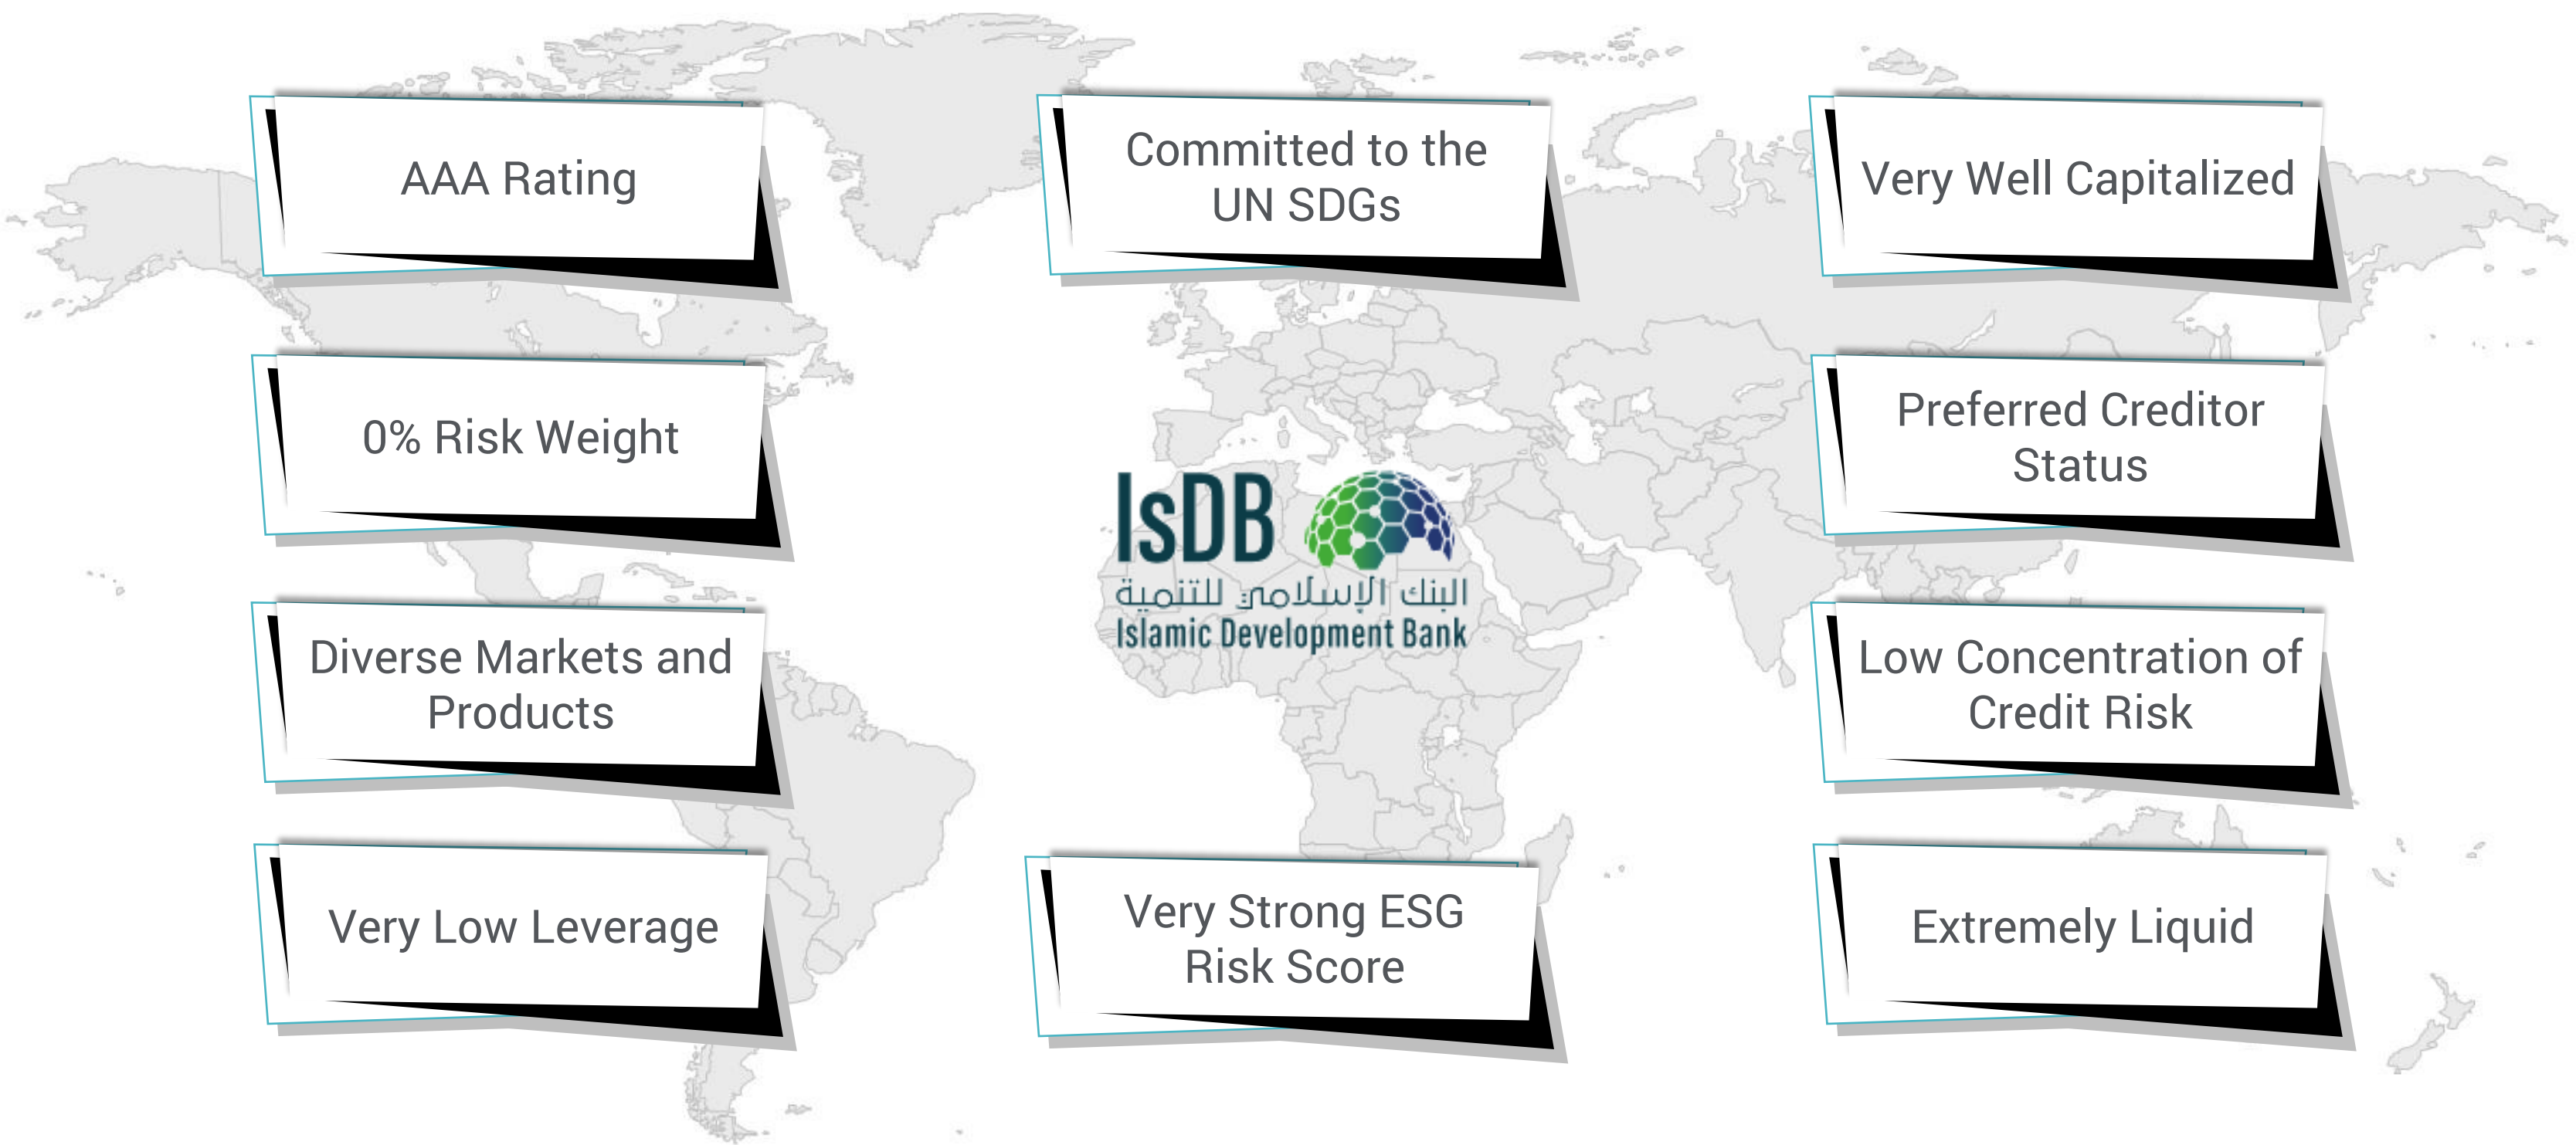 AAA Rating
0% Risk Weight
Diverse Markets and
Products
Very Low Leverage
Committed to the
UN SDGs
IsDB
البنك الإسلامي للتنمية
Islamic Development Bank
Very Strong ESG
Risk Score
Very Well Capitalized
Preferred Creditor
Status
Low Concentration of
Credit Risk
Extremely Liquid